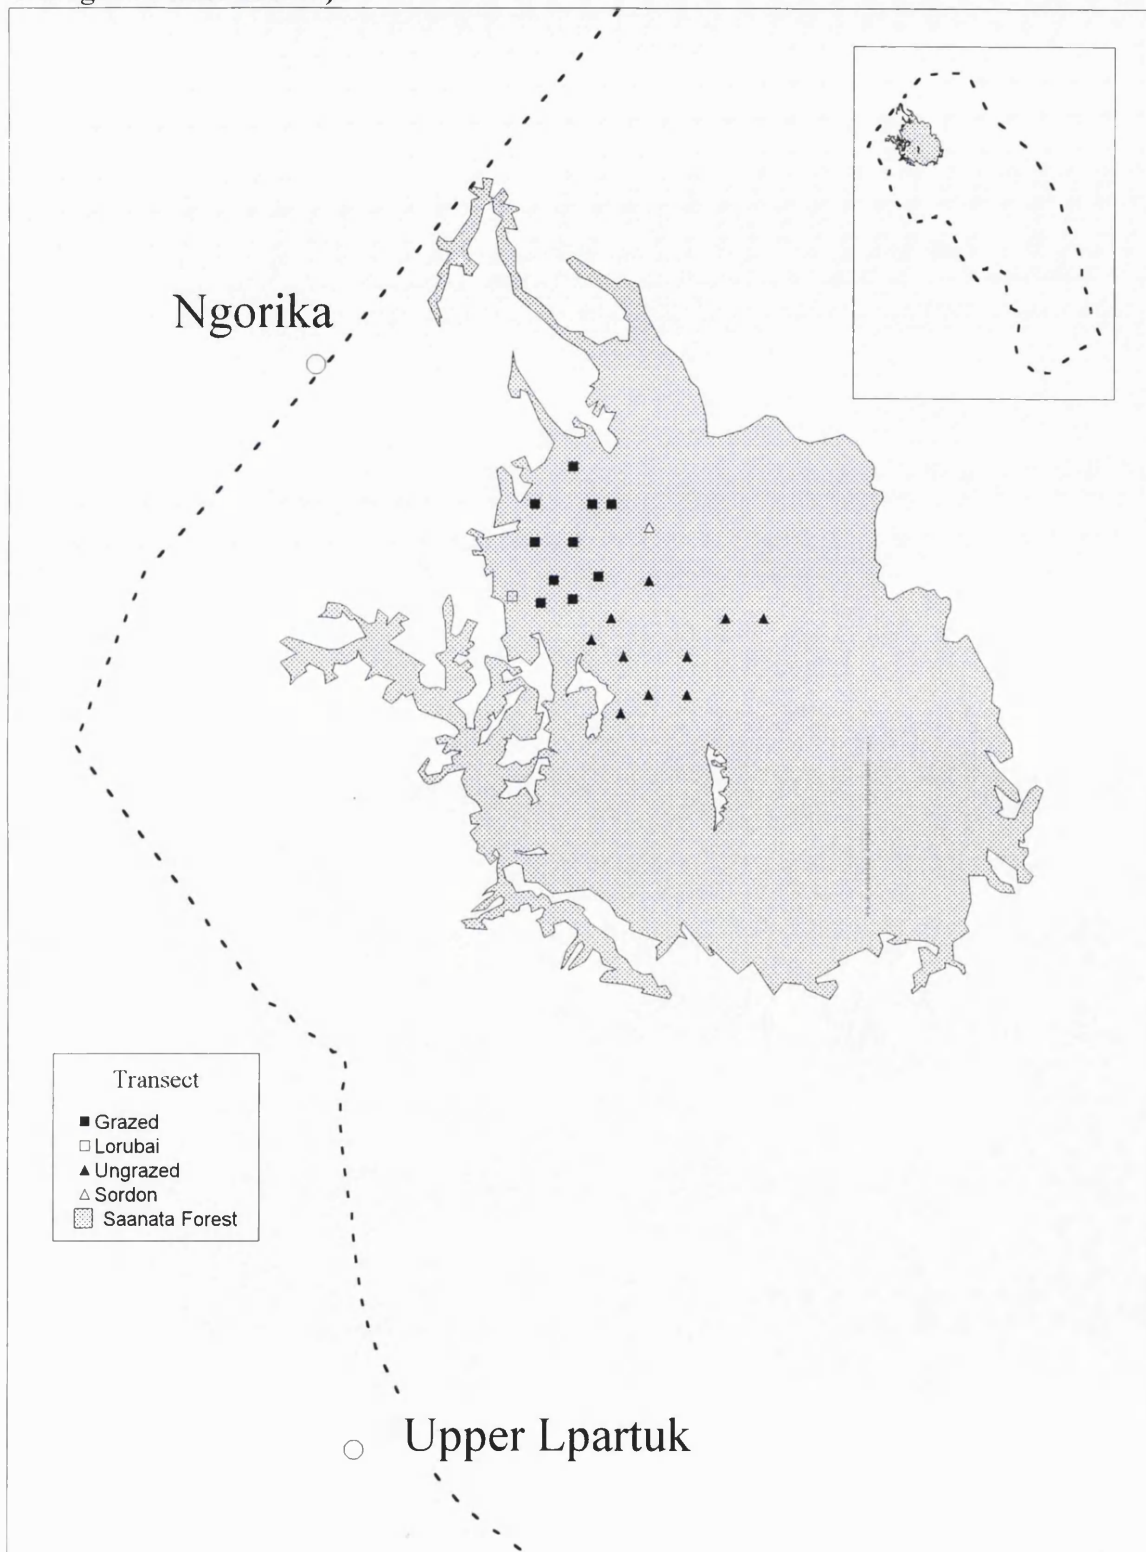 Ngorika
Transect
Grazed
Lorubai
Ungrazed
Sordon
Saanata Forest
Upper Lpartuk